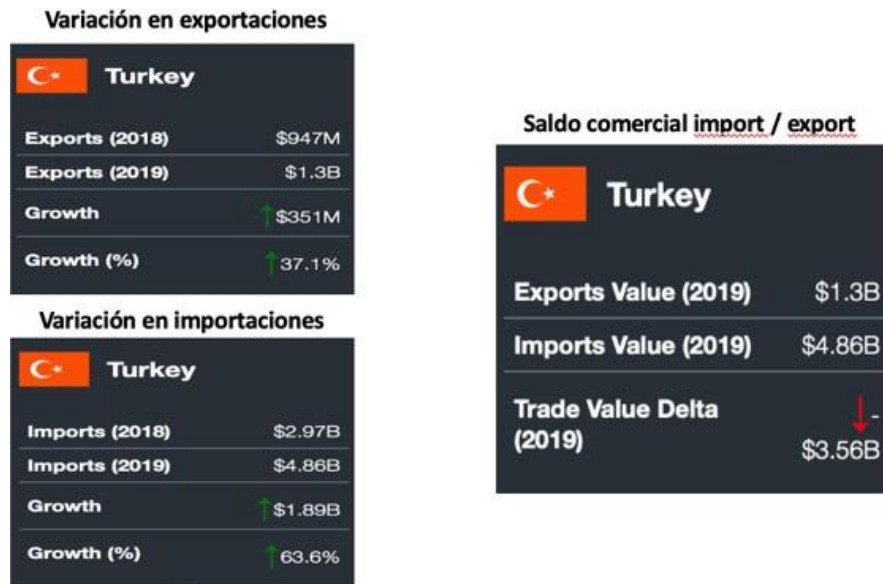 Variación en exportaciones
Turkey
Exports (2018) $947M
Exports (2019) $1.3B
Growth ↑$351M
Growth (%) ↑37.1%
Variación en importaciones
Turkey
Imports (2018) $2.97B
Imports (2019) $4.86B
Growth ↑$1.89B
Growth (%) ↑63.6%
Saldo comercial import / export
Turkey
Exports Value (2019) $1.3B
Imports Value (2019) $4.86B
Trade Value Delta ↓-
(2019) $3.56B